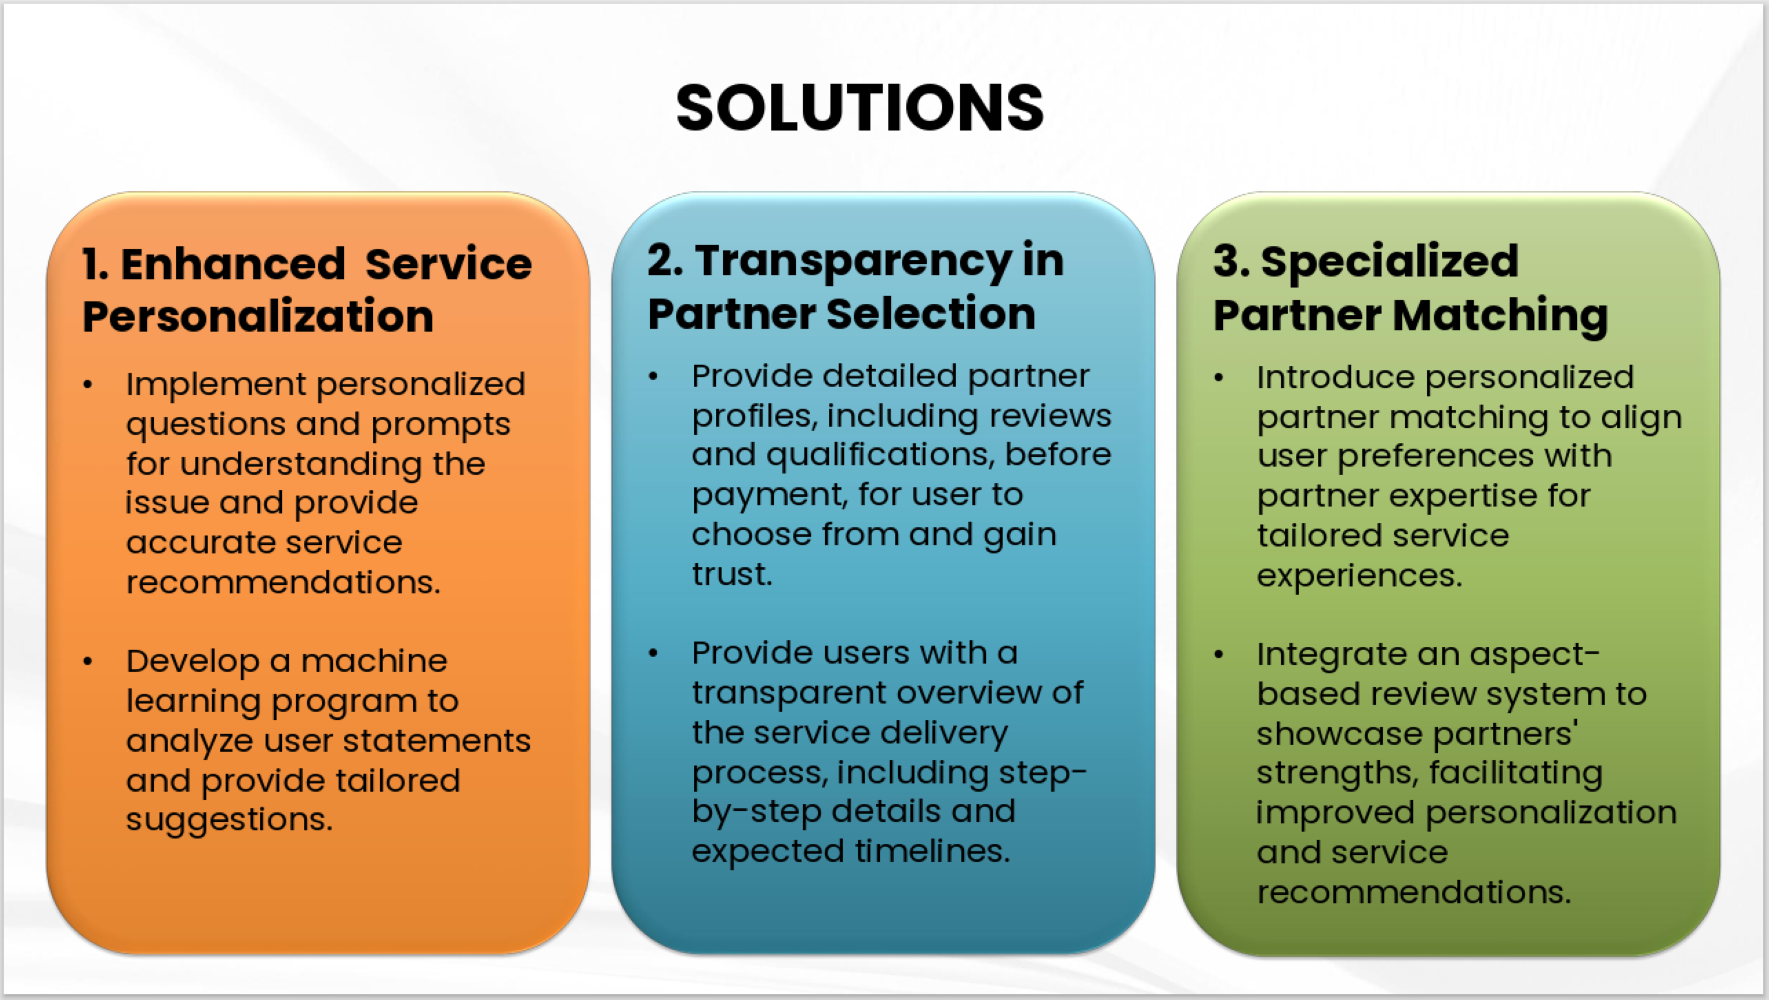 SOLUTIONS
1. Enhanced  Service
Personalization
• Implement personalized
questions and prompts
for understanding the
issue and provide
accurate service
recommendations.
• Develop a machine
learning program to
analyze user statements
and provide tailored
suggestions.
2. Transparency in
Partner Selection
• Provide detailed partner
profiles, including reviews
and qualifications, before
payment, for user to
choose from and gain
trust.
• Provide users with a
transparent overview of
the service delivery
process, including step-
by-step details and
expected timelines.
3. Specialized
Partner Matching
• Introduce personalized
partner matching to align
user preferences with
partner expertise for
tailored service
experiences.
• Integrate an aspect-
based review system to
showcase partners'
strengths, facilitating
improved personalization
and service
recommendations.